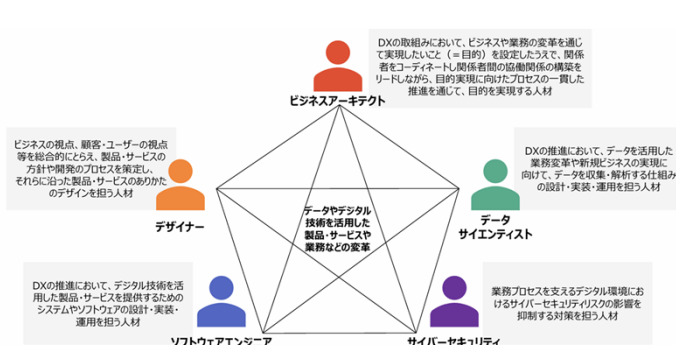 DXの取組みにおいて、ビジネスや業務の変革を通じ
て実現したいこと（＝目的）を設定したうえで、関係
者をコーディネートし関係者間の協働関係の構築を
リードしながら、目的実現に向けたプロセスの一貫した
推進を通じて、目的を実現する人材
ビジネスアーキテクト
ビジネスの視点、顧客・ユーザーの視点
等を総合的にとらえ、製品・サービスの
方針や開発のプロセスを策定し、
それらに沿った製品・サービスのありかた
のデザインを担う人材
デザイナー
DXの推進において、データを活用した
業務変革や新規ビジネスの実現に
向けて、データを収集・解析する仕組み
の設計・実装・運用を担う人材
データ
サイエンティスト
データやデジタル
技術を活用した
製品・サービスや
業務などの変革
DXの推進において、デジタル技術を活
用した製品・サービスを提供するための
システムやソフトウェアの設計・実装・
運用を担う人材
ソフトウェアエンジニア
業務プロセスを支えるデジタル環境にお
けるサイバーセキュリティリスクの影響を
抑制する対策を担う人材
サイバーセキュリティ